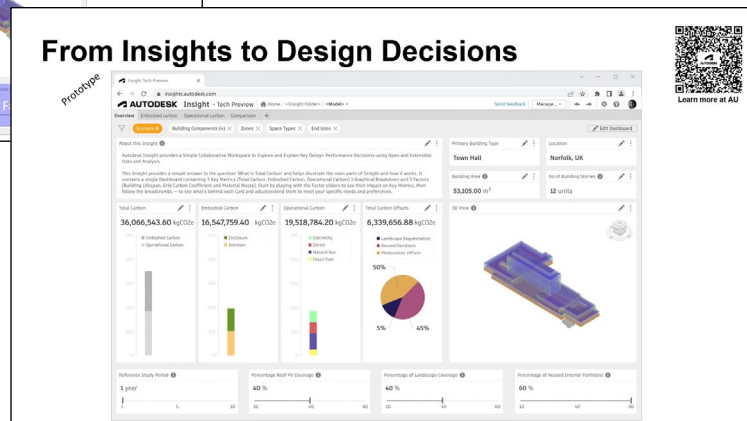 From Insights to Design Decisions
Learn more at AU
Prototype
Insight Tech Preview
insights.autodesk.com
AUTODESK Insight - Tech Preview Home <Insight Folder> <Model>
Send feedback Manage...
Overview Embodied carbon Operational carbon Comparison +
Scenario A Building Components (4) × Zones × Space Types × End Uses ×
Edit Dashboard
About this Insight
Autodesk Insight provides a Simple Collaborative Workspace to Explore and Explain Key Design Performance Decisions using Open and Extensible
Data and Analysis.
This Insight provides a simple answer to the question 'What is Total Carbon' and helps illustrate the main parts of Insight and how it works. It
contains a single Dashboard containing 3 Key Metrics (Total Carbon, Embodied Carbon, Operational Carbon) 1 Graphical Breakdown and 3 Factors
(Building Lifespan, Grid Carbon Coefficient and Material Waste). Start by playing with the Factor sliders to see their impact on Key Metrics, then
follow the breadcrumbs — to see what's behind each Card and adjust/extend them to meet your specific needs and preferences.
Primary Building Type
Town Hall
Location
Norfolk, UK
Building Area
53,105.00 m²
No of Building Stories
12 units
Total Carbon
36,066,543.60 kgCO2e
Embodied Carbon
Operational Carbon
Embodied Carbon
16,547,759.40 kgCO2e
Enclosure
Interiors
Operational Carbon
19,518,784.20 kgCO2e
Electricity
Diesel
Natural Gas
Fossil Fuel
Total Carbon Offsets
6,339,656.88 kgCO2e
Landscape Sequestration
Reused Partitions
Photovoltaic Offsets
50%
5%
45%
3D View
Reference Study Period
1 year
1 5 10
Percentage Roof PV Coverage
40 %
20 40 60
Percentage of Landscape Coverage
40 %
20 40 60
Percentage of Reused Interior Partitions
60 %
20 40 60